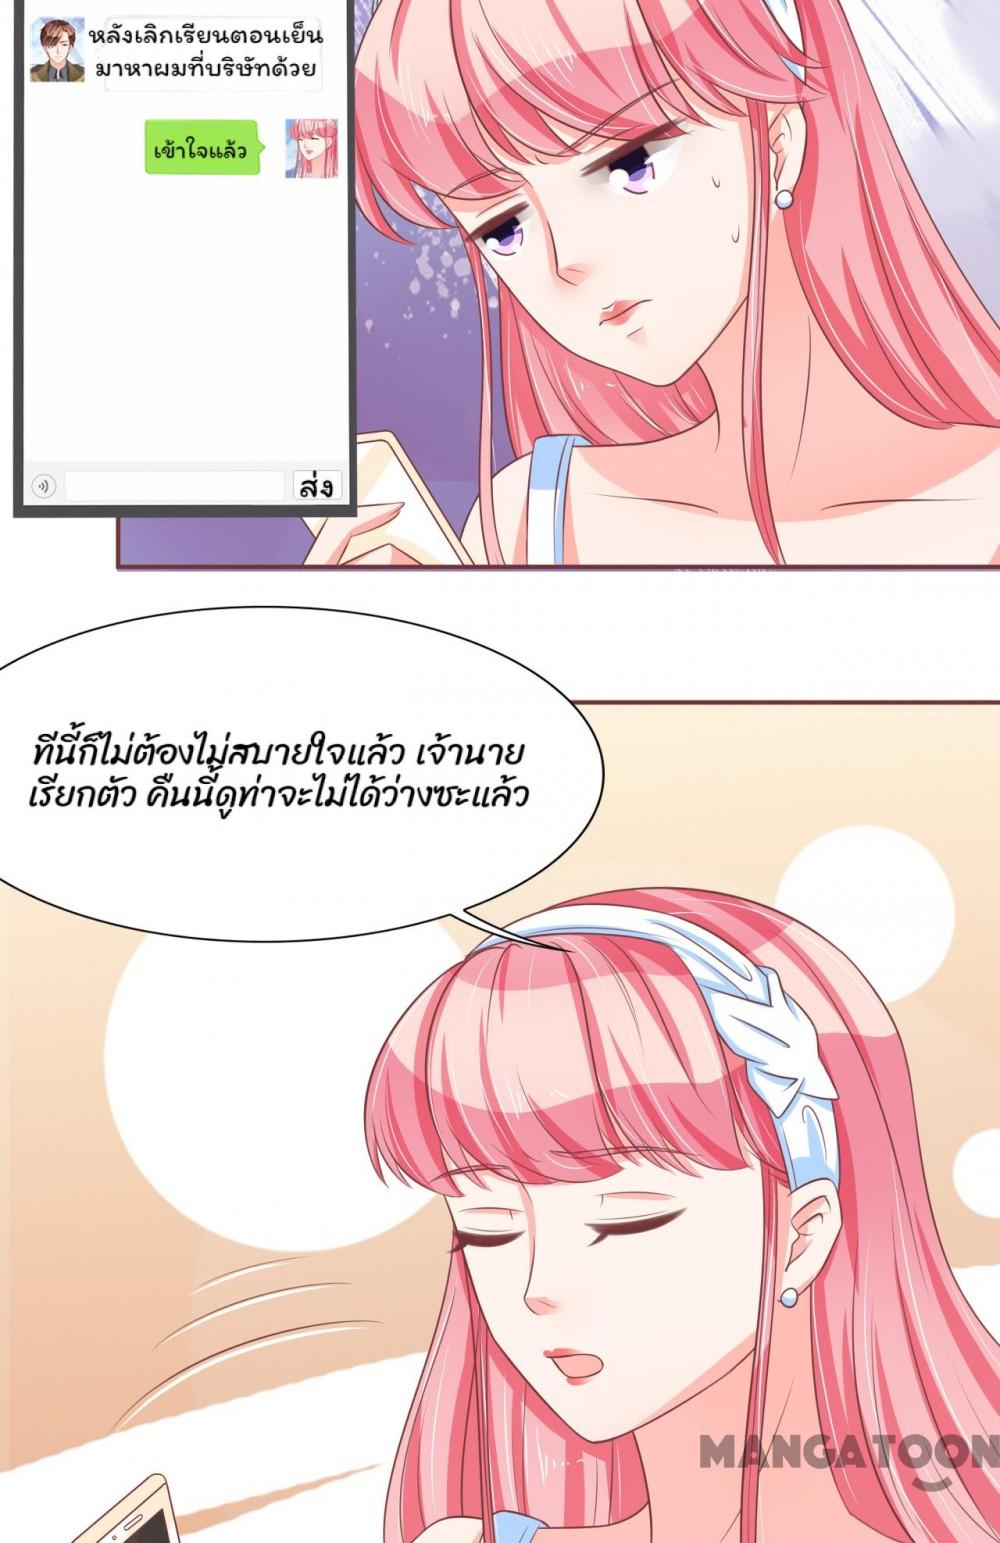 หลังเลิกเรียนตอนเย็น
มาหาผมที่บริษัทด้วย
เข้าใจแล้ว
ส่ง
ทีนี้ก็ไม่ต้องไม่สบายใจแล้ว เจ้านาย
เรียกตัว คืนนี้ดูท่าจะไม่ได้ว่างซะแล้ว
MANGATOON